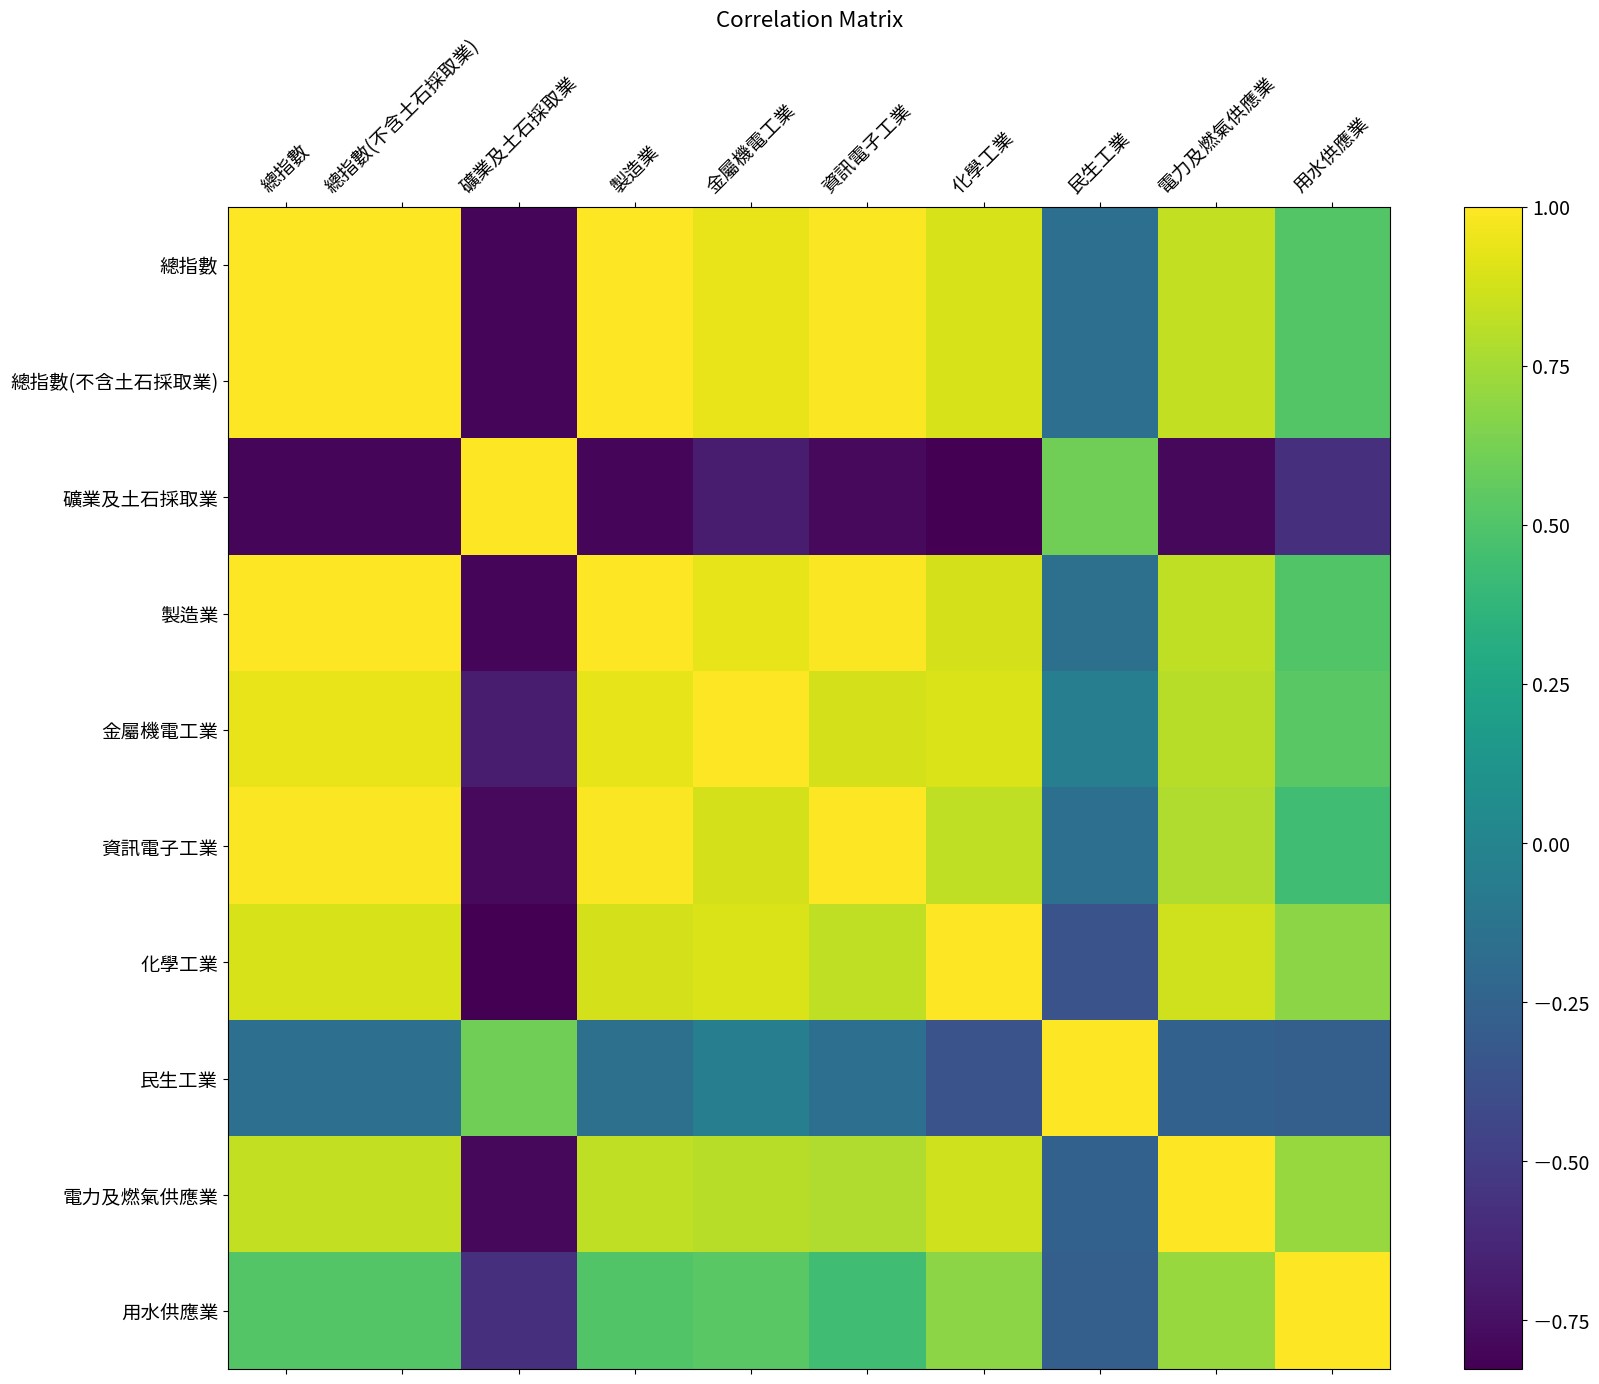 Correlation Matrix
總指數
總指數(不含土石採取業)
礦業及土石採取業
製造業
金屬機電工業
資訊電子工業
化學工業
民生工業
電力及燃氣供應業
用水供應業
總指數
總指數(不含土石採取業)
礦業及土石採取業
製造業
金屬機電工業
資訊電子工業
化學工業
民生工業
電力及燃氣供應業
用水供應業
1.00
0.75
0.50
0.25
0.00
−0.25
−0.50
−0.75